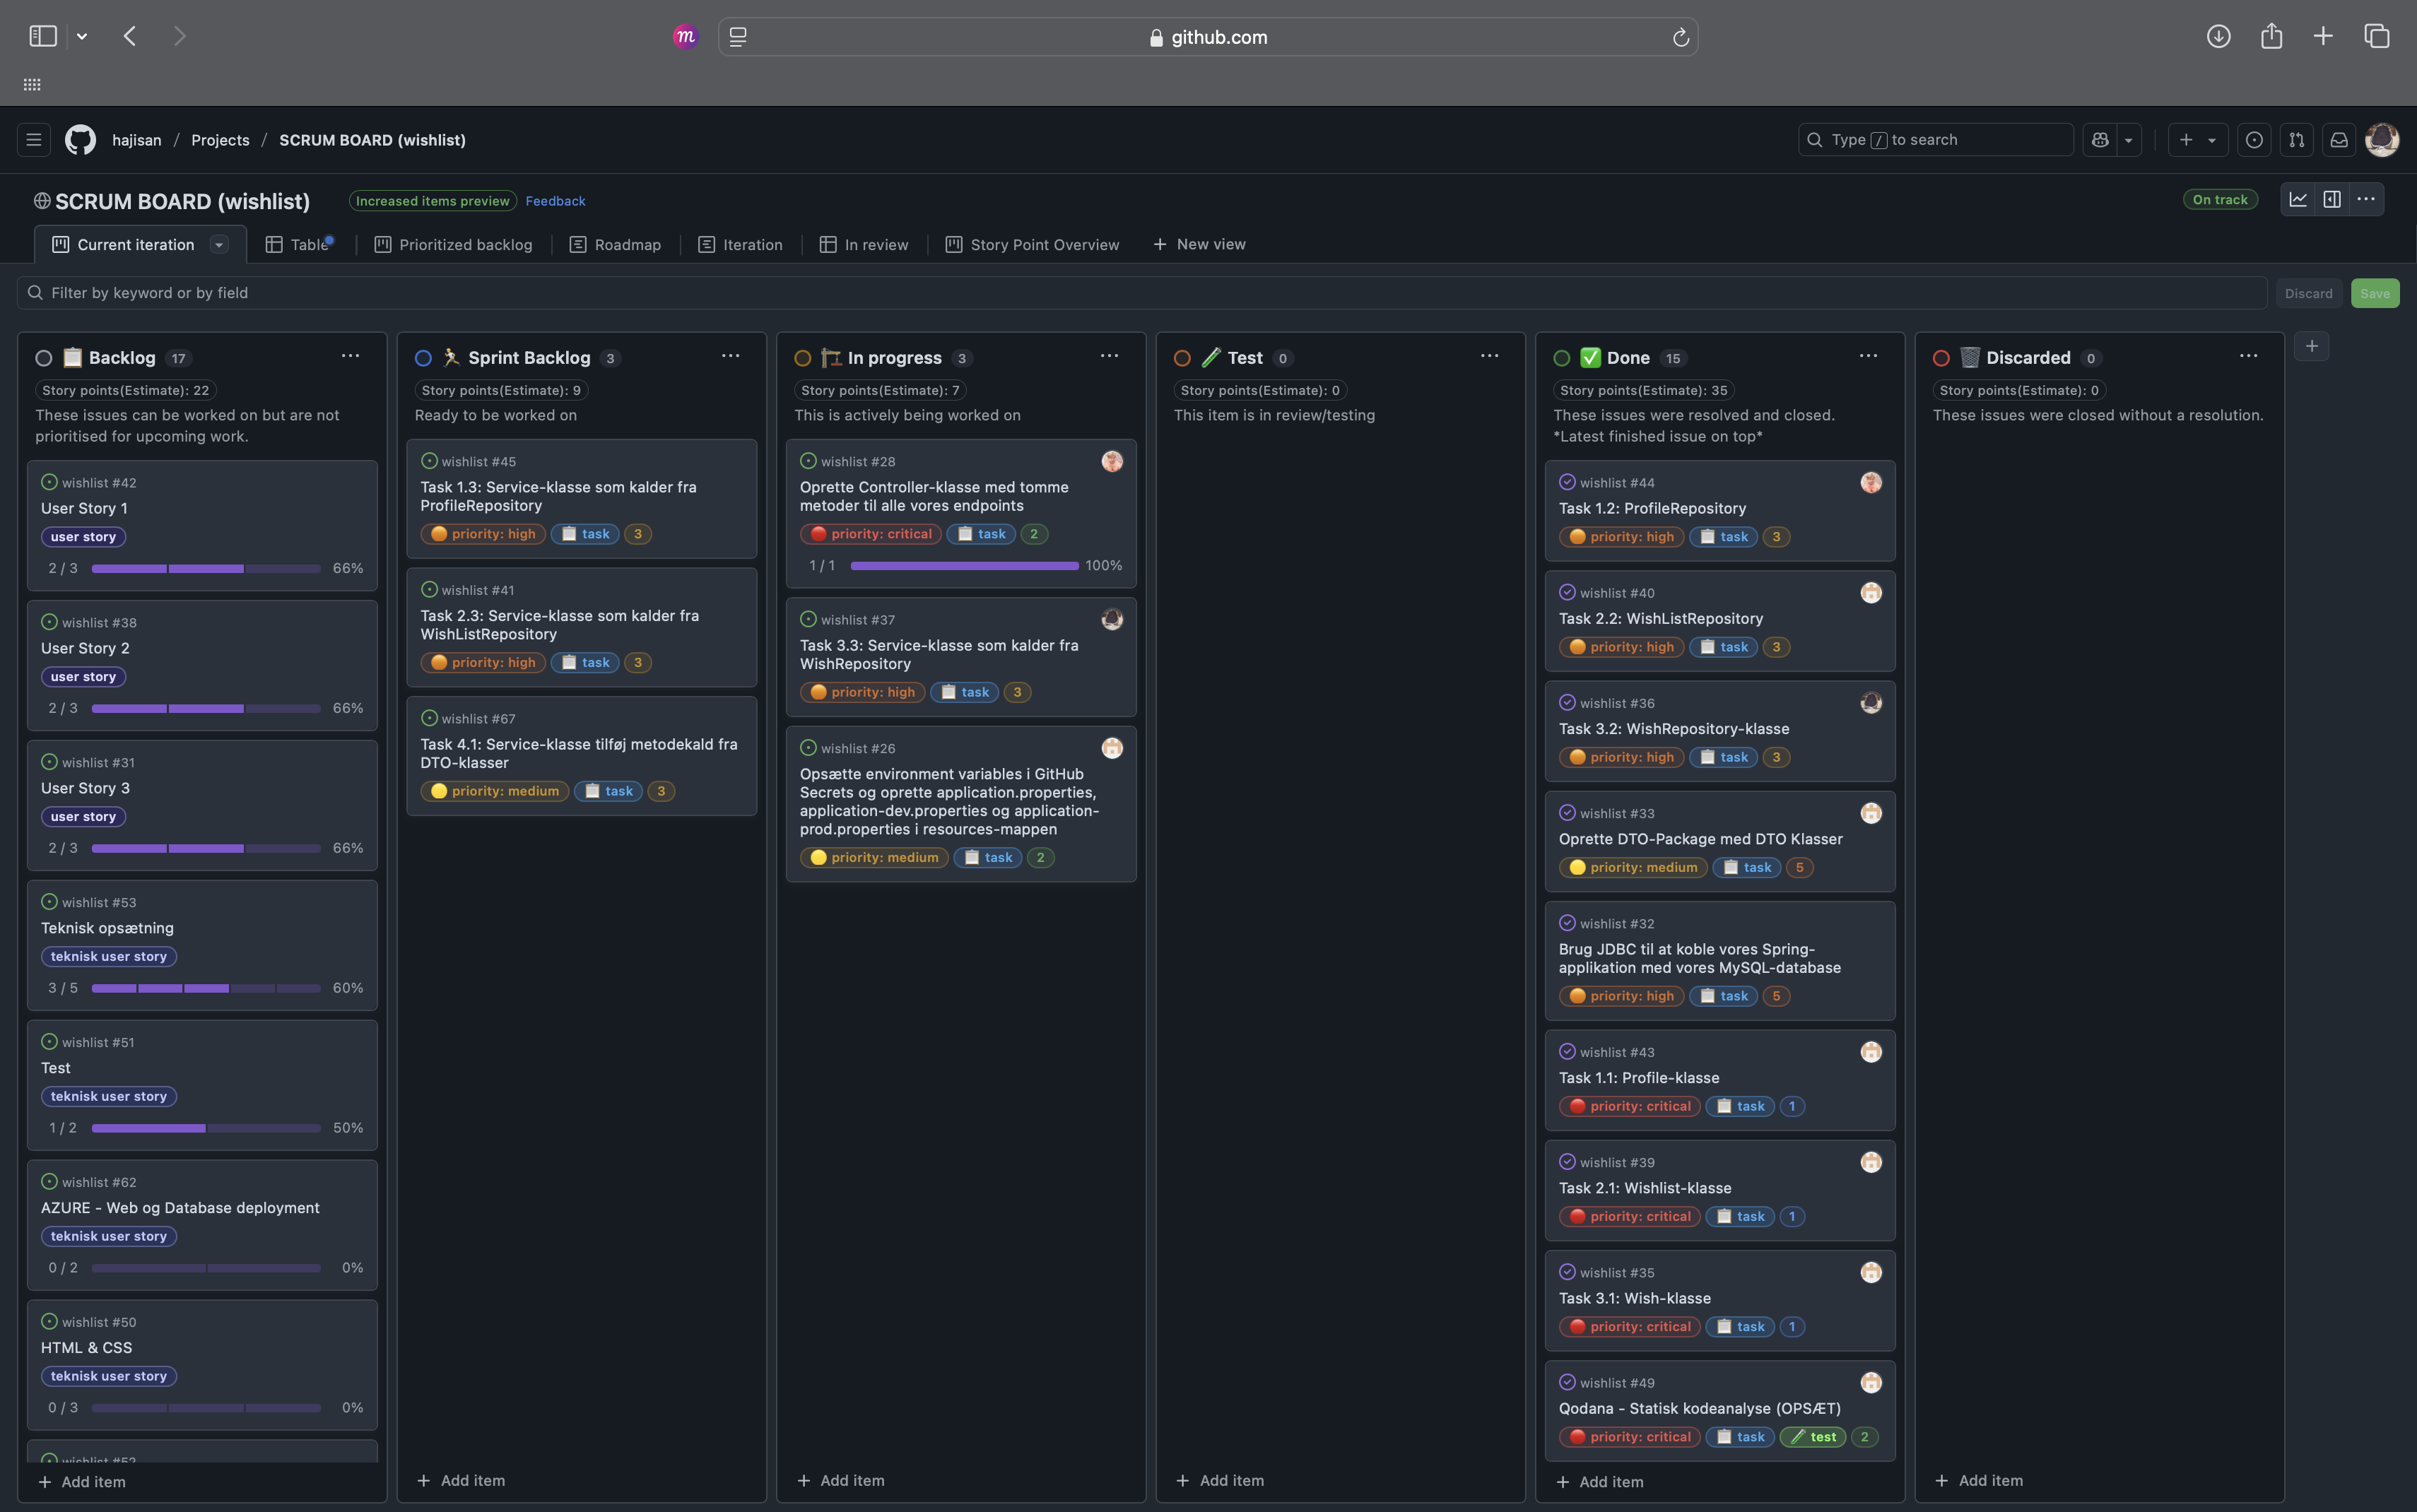 m
github.com
hajisan / Projects / SCRUM BOARD (wishlist)
Type / to search
SCRUM BOARD (wishlist)
Increased items preview Feedback
On track
Current iteration Table Prioritized backlog Roadmap Iteration In review Story Point Overview + New view
Filter by keyword or by field
Discard Save
Backlog 17
Story points(Estimate): 22
These issues can be worked on but are not
prioritised for upcoming work.
wishlist #42
User Story 1
user story
2 / 3 66%
wishlist #38
User Story 2
user story
2 / 3 66%
wishlist #31
User Story 3
user story
2 / 3 66%
wishlist #53
Teknisk opsætning
teknisk user story
3 / 5 60%
wishlist #51
Test
teknisk user story
1 / 2 50%
wishlist #62
AZURE - Web og Database deployment
teknisk user story
0 / 2 0%
wishlist #50
HTML & CSS
teknisk user story
0 / 3 0%
wishlist #52
+ Add item
Sprint Backlog 3
Story points(Estimate): 9
Ready to be worked on
wishlist #45
Task 1.3: Service-klasse som kalder fra
ProfileRepository
priority: high task 3
wishlist #41
Task 2.3: Service-klasse som kalder fra
WishListRepository
priority: high task 3
wishlist #67
Task 4.1: Service-klasse tilføj metodekald fra
DTO-klasser
priority: medium task 3
+ Add item
In progress 3
Story points(Estimate): 7
This is actively being worked on
wishlist #28
Oprette Controller-klasse med tomme
metoder til alle vores endpoints
priority: critical task 2
1 / 1 100%
wishlist #37
Task 3.3: Service-klasse som kalder fra
WishRepository
priority: high task 3
wishlist #26
Opsætte environment variables i GitHub
Secrets og oprette application.properties,
application-dev.properties og application-
prod.properties i resources-mappen
priority: medium task 2
+ Add item
Test 0
Story points(Estimate): 0
This item is in review/testing
+ Add item
Done 15
Story points(Estimate): 35
These issues were resolved and closed.
*Latest finished issue on top*
wishlist #44
Task 1.2: ProfileRepository
priority: high task 3
wishlist #40
Task 2.2: WishListRepository
priority: high task 3
wishlist #36
Task 3.2: WishRepository-klasse
priority: high task 3
wishlist #33
Oprette DTO-Package med DTO Klasser
priority: medium task 5
wishlist #32
Brug JDBC til at koble vores Spring-
applikation med vores MySQL-database
priority: high task 5
wishlist #43
Task 1.1: Profile-klasse
priority: critical task 1
wishlist #39
Task 2.1: Wishlist-klasse
priority: critical task 1
wishlist #35
Task 3.1: Wish-klasse
priority: critical task 1
wishlist #49
Qodana - Statisk kodeanalyse (OPSÆT)
priority: critical task test 2
+ Add item
Discarded 0
Story points(Estimate): 0
These issues were closed without a resolution.
+ Add item